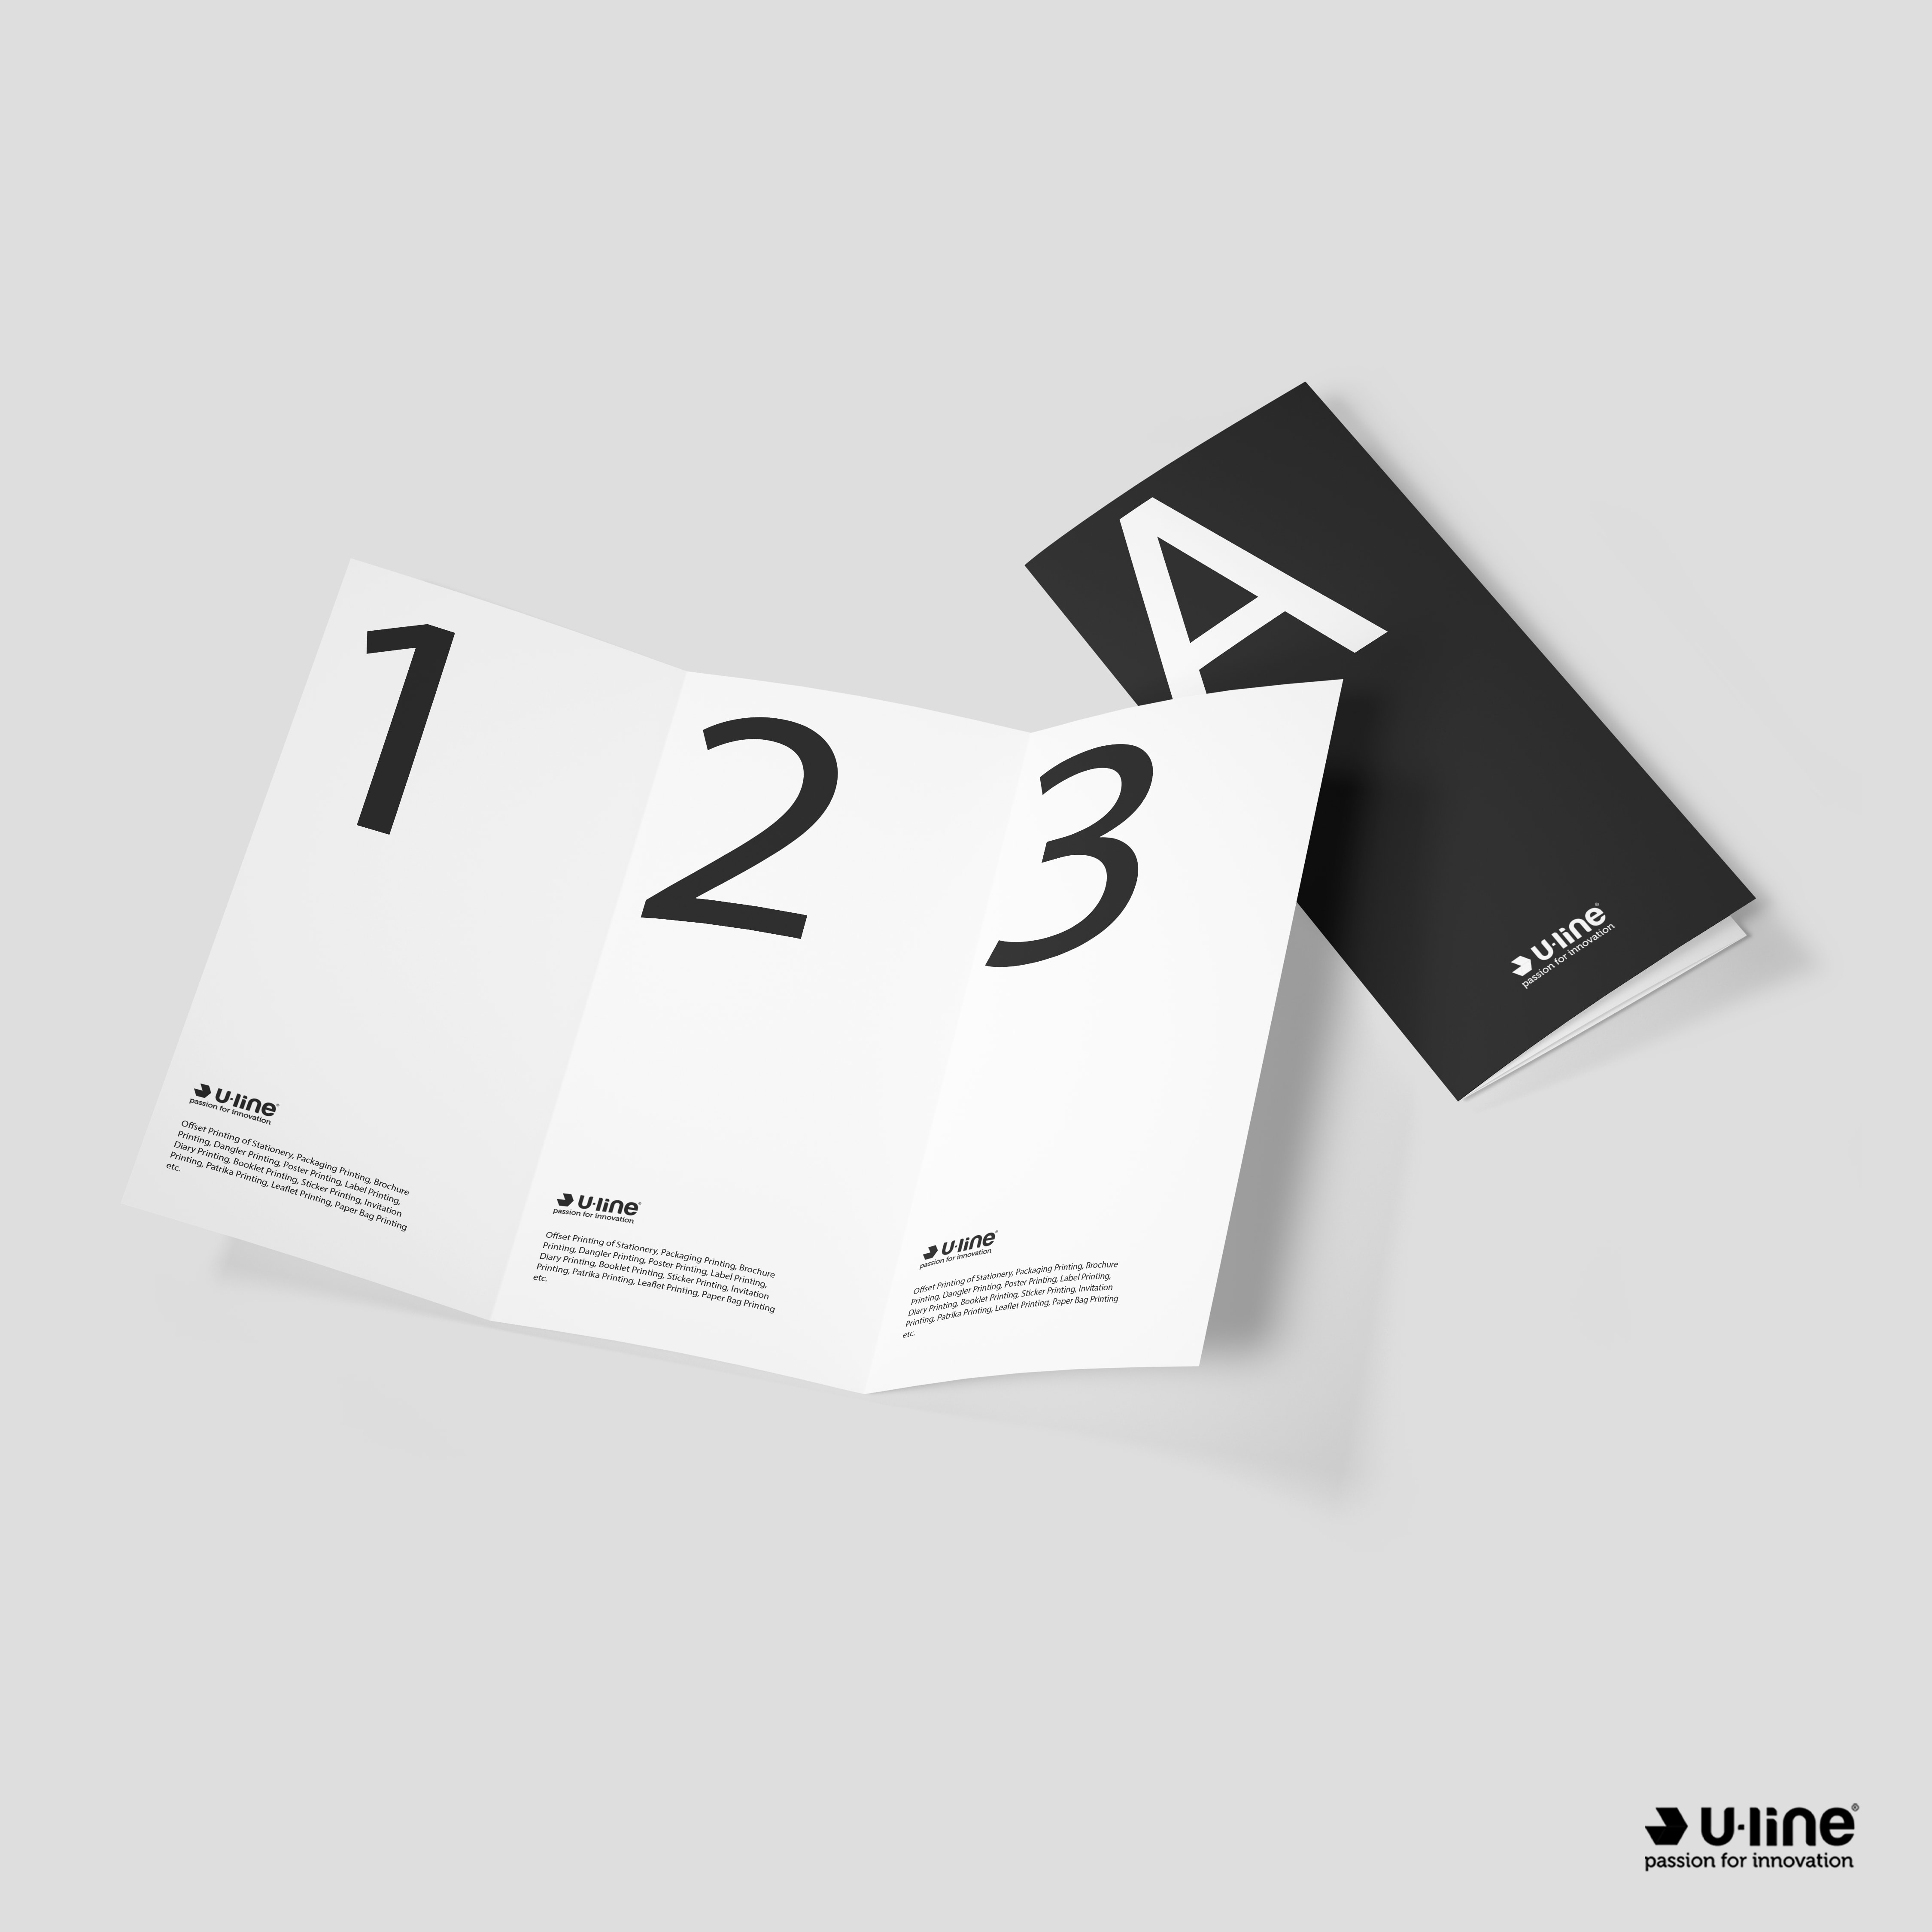 1
U-line®
passion for innovation
Offset Printing of Stationery, Packaging Printing, Brochure
Printing, Dangler Printing, Poster Printing, Label Printing,
Diary Printing, Booklet Printing, Sticker Printing, Invitation
Printing, Patrika Printing, Leaflet Printing, Paper Bag Printing
etc.
2
U-line®
passion for innovation
Offset Printing of Stationery, Packaging Printing, Brochure
Printing, Dangler Printing, Poster Printing, Label Printing,
Diary Printing, Booklet Printing, Sticker Printing, Invitation
Printing, Patrika Printing, Leaflet Printing, Paper Bag Printing
etc.
3
U-line®
passion for innovation
Offset Printing of Stationery, Packaging Printing, Brochure
Printing, Dangler Printing, Poster Printing, Label Printing,
Diary Printing, Booklet Printing, Sticker Printing, Invitation
Printing, Patrika Printing, Leaflet Printing, Paper Bag Printing
etc.
A
U-line®
passion for innovation
U-line®
passion for innovation